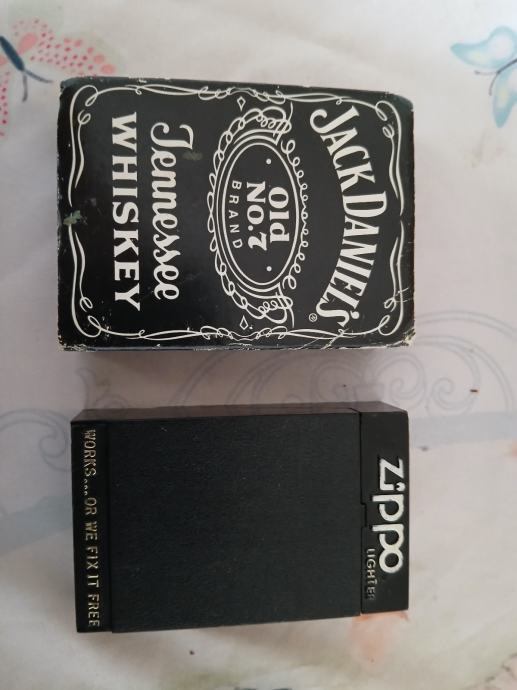 JACK DANIEL'S®
Old
No.7
BRAND
Tennessee
WHISKEY
zippo
LIGHTER
WORKS...OR WE FIX IT FREE